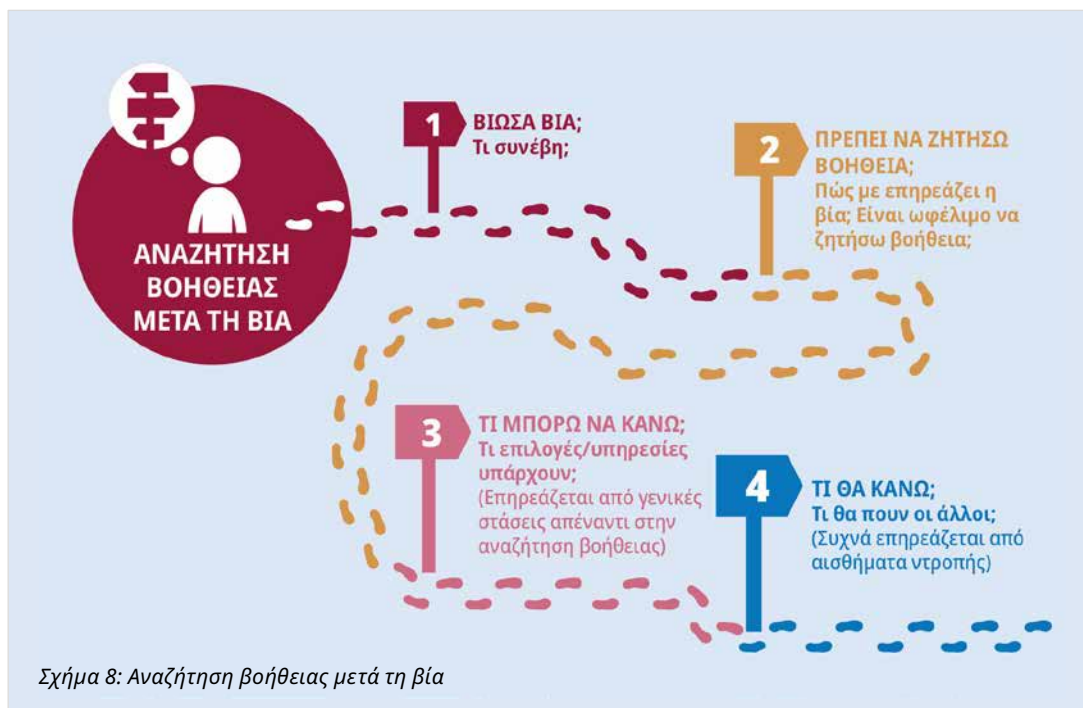 ΑΝΑΖΗΤΗΣΗ
ΒΟΗΘΕΙΑΣ
ΜΕΤΑ ΤΗ ΒΙΑ
1
ΒΙΩΣΑ ΒΙΑ;
Τι συνέβη;
2
ΠΡΕΠΕΙ ΝΑ ΖΗΤΗΣΩ
ΒΟΗΘΕΙΑ;
Πώς με επηρεάζει η
βία; Είναι ωφέλιμο να
ζητήσω βοήθεια;
3
ΤΙ ΜΠΟΡΩ ΝΑ ΚΑΝΩ;
Τι επιλογές/υπηρεσίες
υπάρχουν;
(Επηρεάζεται από γενικές
στάσεις απέναντι στην
αναζήτηση βοήθειας)
4
ΤΙ ΘΑ ΚΑΝΩ;
Τι θα πουν οι άλλοι;
(Συχνά επηρεάζεται από
αισθήματα ντροπής)
Σχήμα 8: Αναζήτηση βοήθειας μετά τη βία